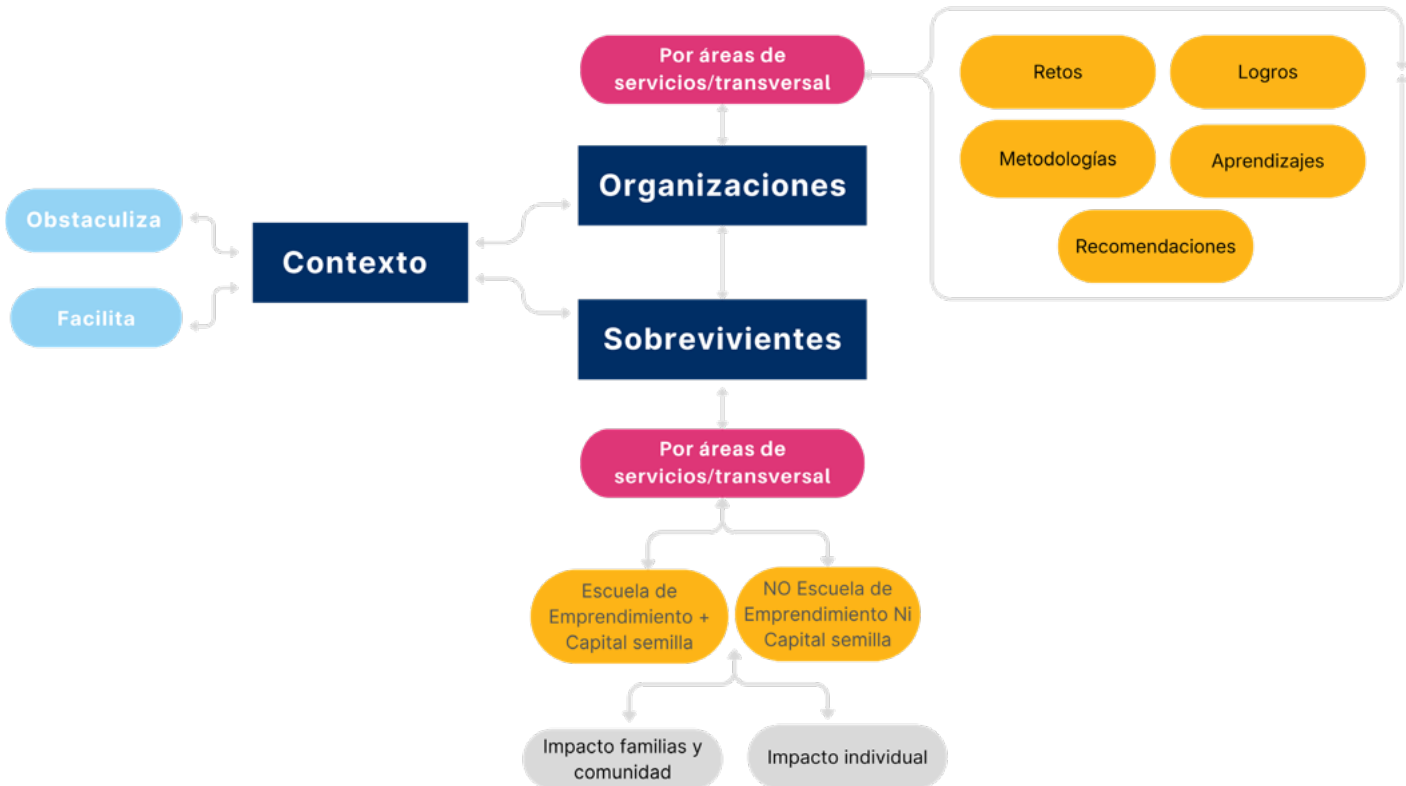 Por áreas de
servicios/transversal
Retos
Logros
Metodologías
Aprendizajes
Recomendaciones
Organizaciones
Obstaculiza
Contexto
Facilita
Sobrevivientes
Por áreas de
servicios/transversal
Escuela de
Emprendimiento +
Capital semilla
NO Escuela de
Emprendimiento Ni
Capital semilla
Impacto familias y
comunidad
Impacto individual